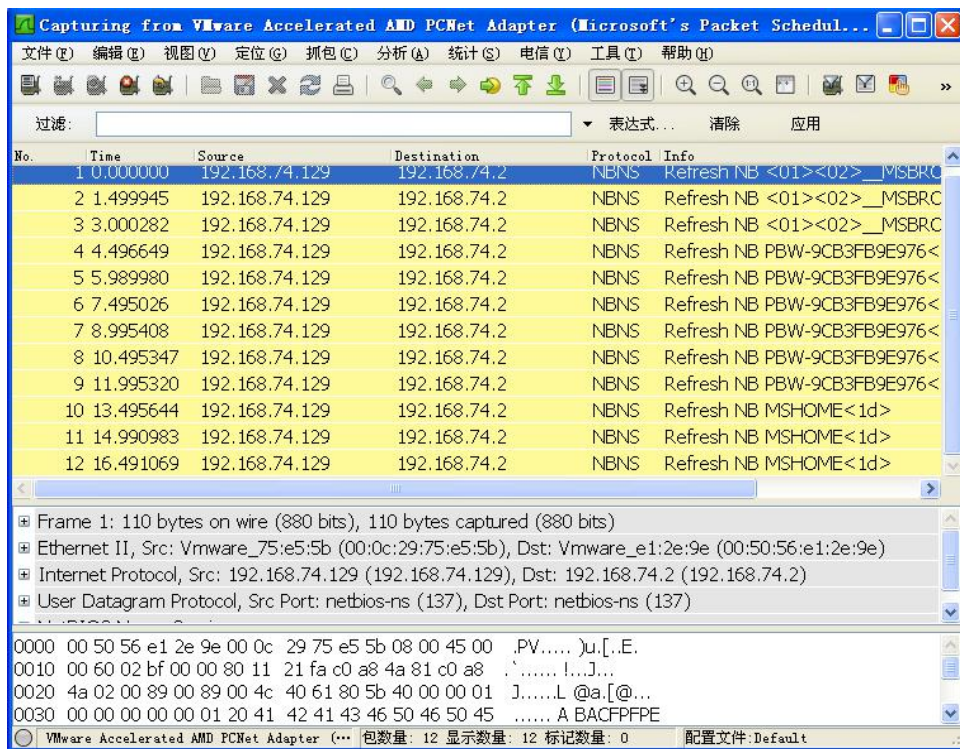 Capturing from VMware Accelerated AMD PCNet Adapter (Microsoft's Packet Schedul...
文件(F) 编辑(E) 视图(V) 定位(G) 抓包(C) 分析(A) 统计(S) 电信(Y) 工具(T) 帮助(H)
过滤: 表达式... 清除 应用
No. Time Source Destination Protocol Info
1 0.000000 192.168.74.129 192.168.74.2 NBNS Refresh NB <01><02>__MSBRO
2 1.499945 192.168.74.129 192.168.74.2 NBNS Refresh NB <01><02>__MSBRC
3 3.000282 192.168.74.129 192.168.74.2 NBNS Refresh NB <01><02>__MSBRC
4 4.496649 192.168.74.129 192.168.74.2 NBNS Refresh NB PBW-9CB3FB9E976<
5 5.989980 192.168.74.129 192.168.74.2 NBNS Refresh NB PBW-9CB3FB9E976<
6 7.495026 192.168.74.129 192.168.74.2 NBNS Refresh NB PBW-9CB3FB9E976<
7 8.995408 192.168.74.129 192.168.74.2 NBNS Refresh NB PBW-9CB3FB9E976<
8 10.495347 192.168.74.129 192.168.74.2 NBNS Refresh NB PBW-9CB3FB9E976<
9 11.995320 192.168.74.129 192.168.74.2 NBNS Refresh NB PBW-9CB3FB9E976<
10 13.495644 192.168.74.129 192.168.74.2 NBNS Refresh NB MSHOME<1d>
11 14.990983 192.168.74.129 192.168.74.2 NBNS Refresh NB MSHOME<1d>
12 16.491069 192.168.74.129 192.168.74.2 NBNS Refresh NB MSHOME<1d>
Frame 1: 110 bytes on wire (880 bits), 110 bytes captured (880 bits)
Ethernet II, Src: Vmware_75:e5:5b (00:0c:29:75:e5:5b), Dst: Vmware_e1:2e:9e (00:50:56:e1:2e:9e)
Internet Protocol, Src: 192.168.74.129 (192.168.74.129), Dst: 192.168.74.2 (192.168.74.2)
User Datagram Protocol, Src Port: netbios-ns (137), Dst Port: netbios-ns (137)
0000 00 50 56 e1 2e 9e 00 0c 29 75 e5 5b 08 00 45 00 .PV..... )u.[..E.
0010 00 60 02 bf 00 00 80 11 21 fa c0 a8 4a 81 c0 a8 .`...... !...J...
0020 4a 02 00 89 00 89 00 4c 40 61 80 5b 40 00 00 01 J......L @a.[@...
0030 00 00 00 00 00 01 20 41 42 41 43 46 50 46 50 45 ...... A BACFPFPE
VMware Accelerated AMD PCNet Adapter (... 包数量: 12 显示数量: 12 标记数量: 0 配置文件:Default